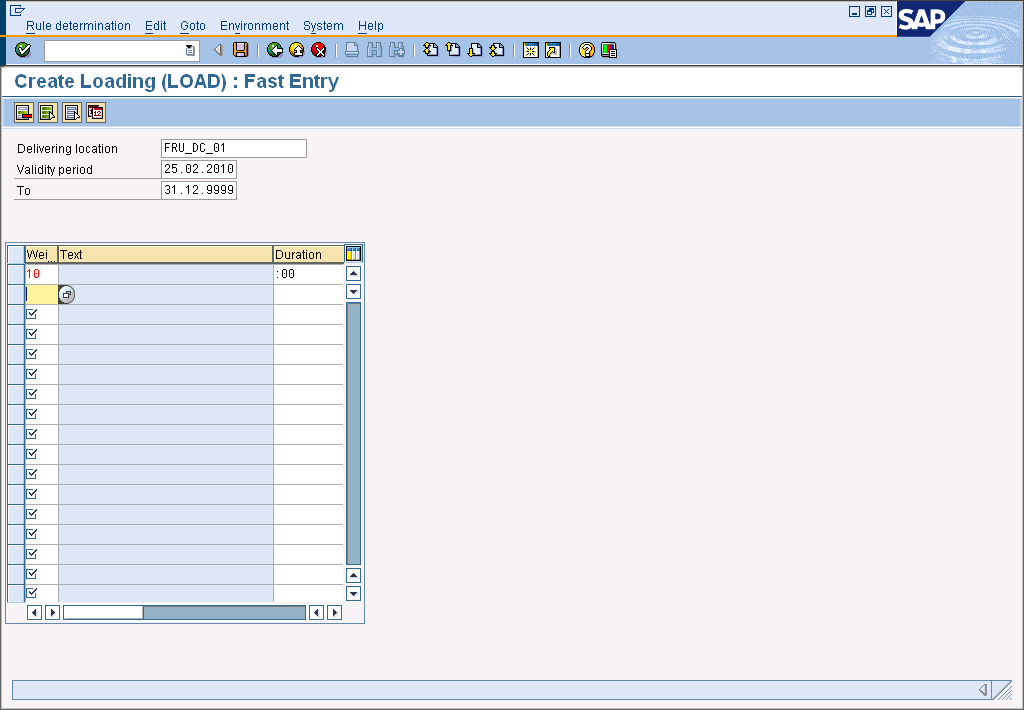 Rule determination Edit Goto Environment System Help
SAP
Create Loading (LOAD) : Fast Entry
12
Delivering location FRU_DC_01
Validity period 25.02.2010
To 31.12.9999
Wei... Text Duration
10 :00